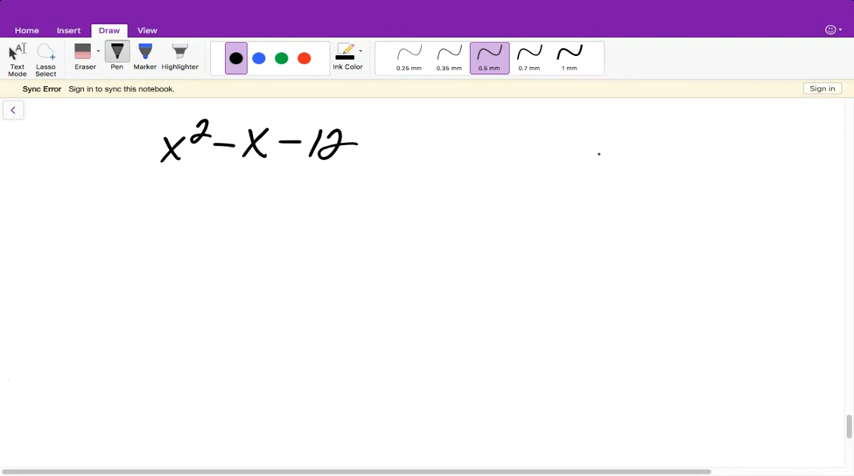 Home Insert Draw View
Text Mode Lasso Select Eraser Pen Marker Highlighter Ink Color 0.25 mm 0.35 mm 0.5 mm 0.7 mm 1 mm
Sync Error Sign in to sync this notebook. Sign in
x² - x - 12